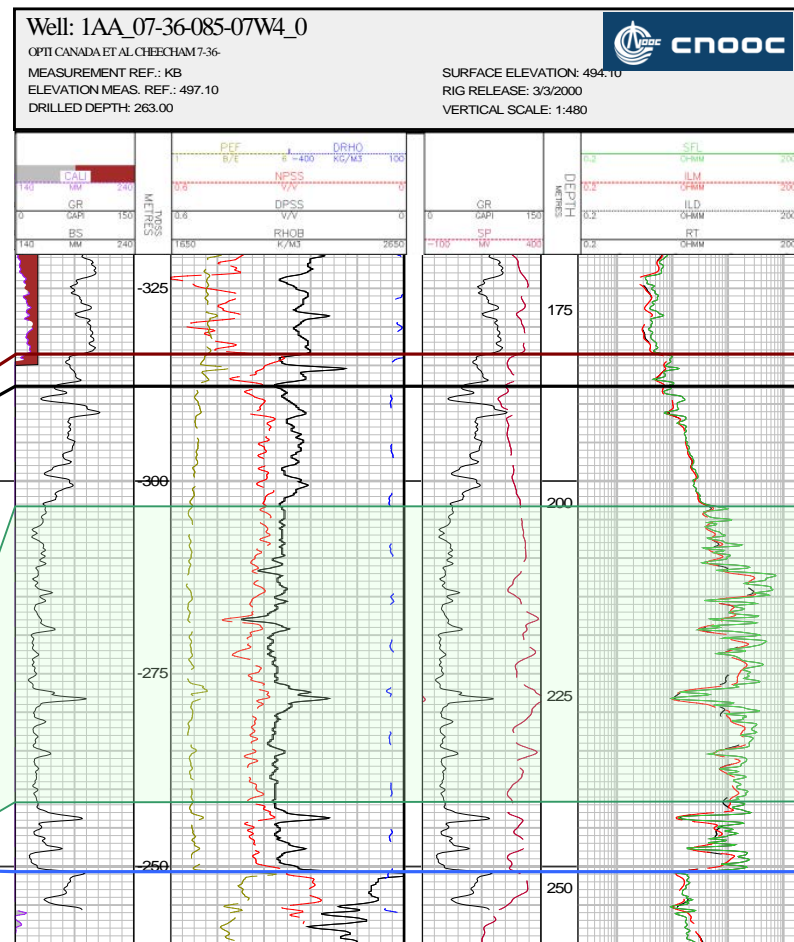 Well: 1AA_07-36-085-07W4_0
OPTI CANADA ET AL CHEECHAM 7-36-
MEASUREMENT REF.: KB
ELEVATION MEAS. REF.: 497.10
DRILLED DEPTH: 263.00
SURFACE ELEVATION: 494.10
RIG RELEASE: 3/3/2000
VERTICAL SCALE: 1:480
cnooc
CALI
140 MM 240
GR
0 GAPI 150
BS
140 MM 240
TVDSS
METRES
PEF DRHO
1 B/E 6 -400 KG/M3 100
NPSS
0.6 V/V 0
DPSS
0.6 V/V 0
RHOB
1650 K/M3 2650
GR
0 GAPI 150
SP
-100 MV 400
DEPTH
METRES
SFL
0.2 OHMM 200
ILM
0.2 OHMM 200
ILD
0.2 OHMM 200
RT
0.2 OHMM 200
-325
175
-300
200
-275
225
-250
250